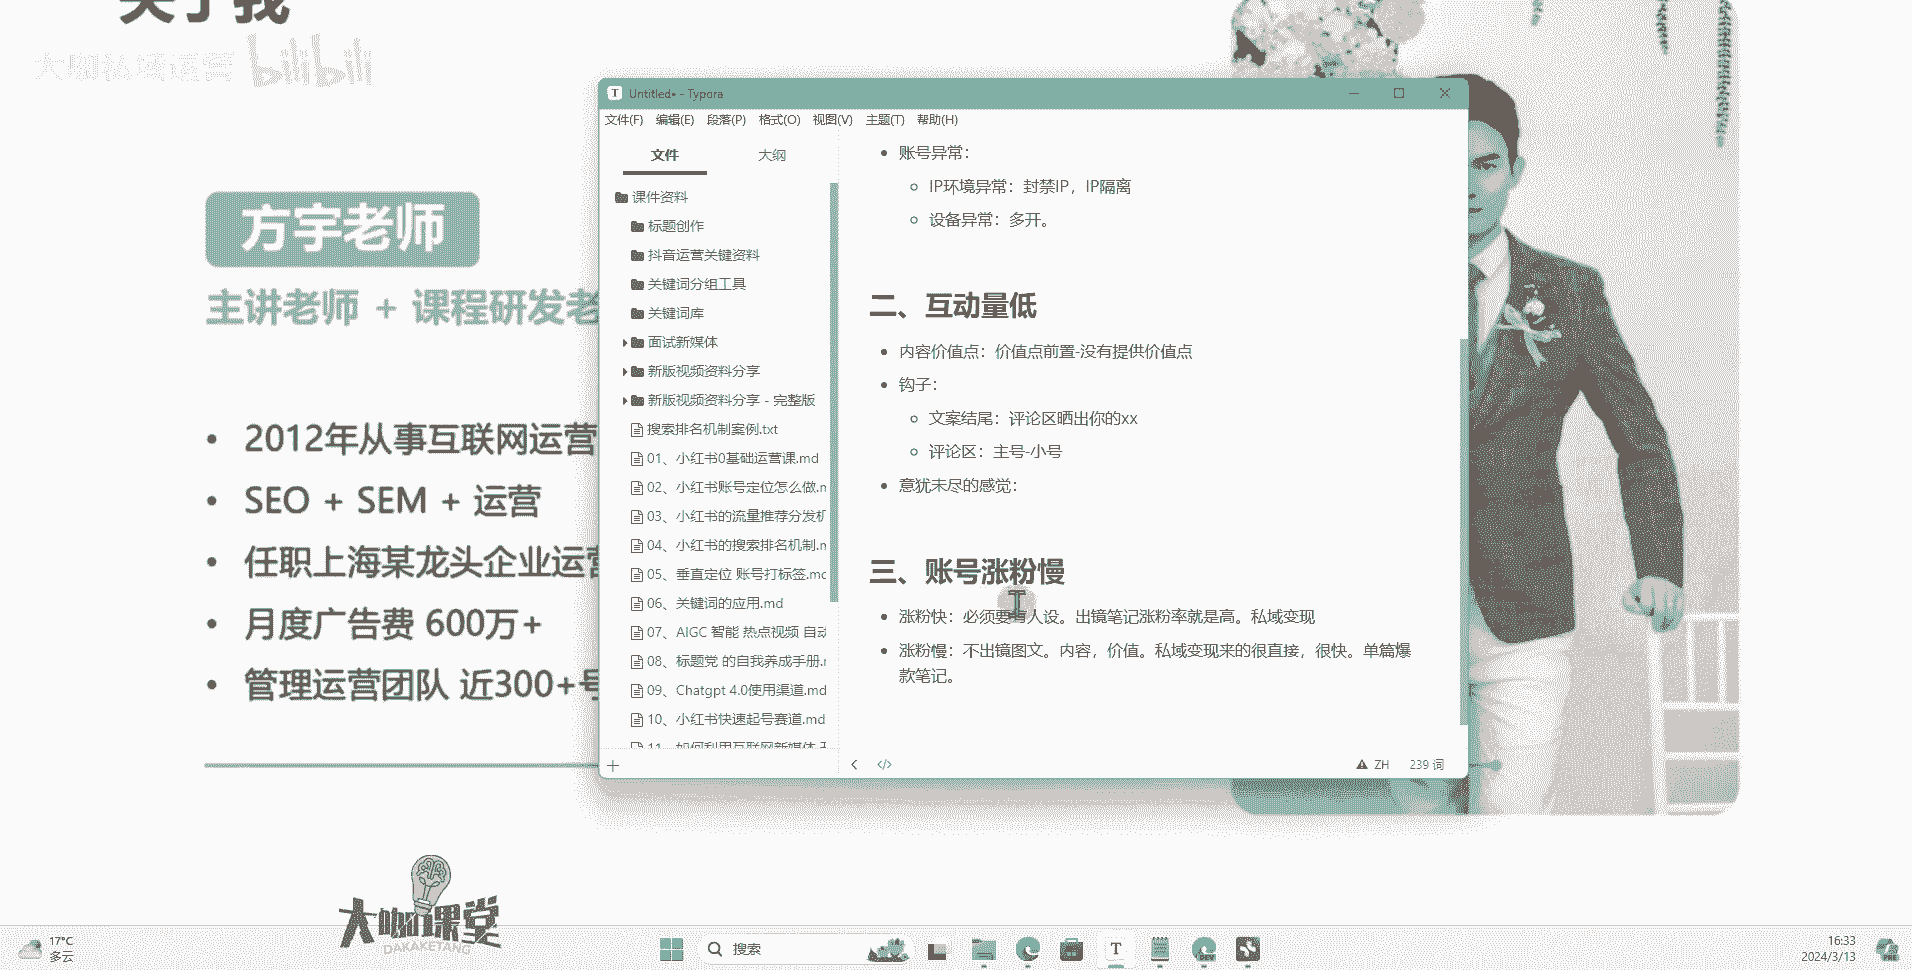 关于我
大咖私域运营 bilibili
方宇老师
主讲老师 + 课程研发老
2012年从事互联网运营
SEO + SEM + 运营
任职上海某龙头企业运营
月度广告费 600万+
管理运营团队 近300+号
大咖课堂
DAKAKETANG
Untitled• - Typora
文件(F) 编辑(E) 段落(P) 格式(O) 视图(V) 主题(T) 帮助(H)
文件 大纲
课件资料
标题创作
抖音运营关键资料
关键词分组工具
关键词库
面试新媒体
新版视频资料分享
新版视频资料分享 - 完整版
搜索排名机制案例.txt
01、小红书0基础运营课.md
02、小红书账号定位怎么做.m
03、小红书的流量推荐分发机
04、小红书的搜索排名机制.m
05、垂直定位 账号打标签.mc
06、关键词的应用.md
07、AIGC 智能 热点视频 自动
08、标题党 的自我养成手册.r
09、Chatgpt 4.0使用渠道.md
10、小红书快速起号赛道.md
11、如何利用互联网新媒体
账号异常：
IP环境异常：封禁IP，IP隔离
设备异常：多开。
二、互动量低
内容价值点：价值点前置-没有提供价值点
钩子：
文案结尾：评论区晒出你的xx
评论区：主号-小号
意犹未尽的感觉：
三、账号涨粉慢
涨粉快：必须要有人设。出镜笔记涨粉率就是高。私域变现
涨粉慢：不出镜图文。内容，价值。私域变现来的很直接，很快。单篇爆
款笔记。
ZH 239 词
17°C
多云
搜索
16:33
2024/3/13